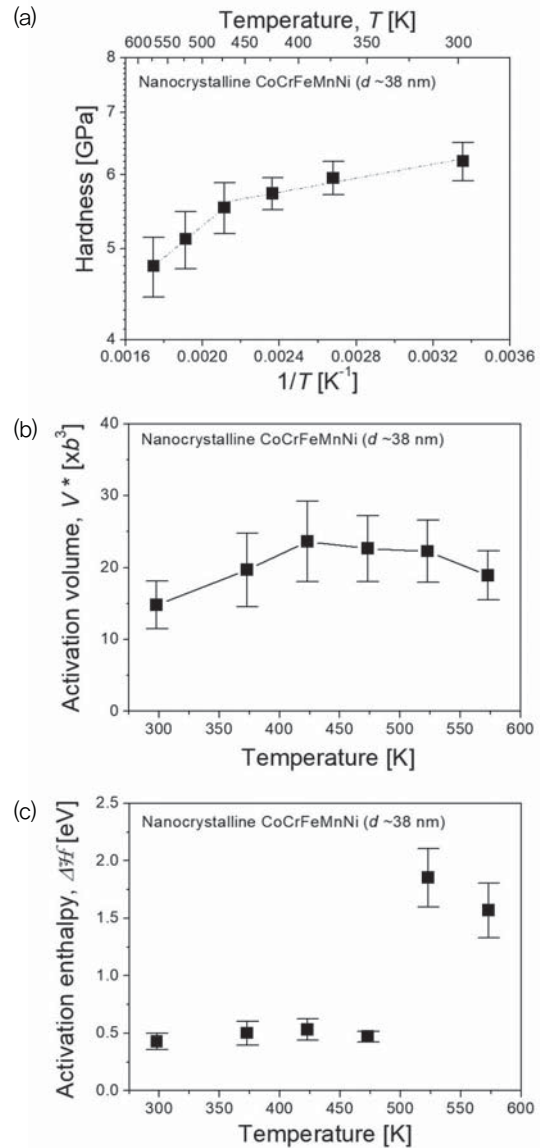 (a)
Temperature, T [K]
600 550 500 450 400 350 300
8
7
6
5
4
Hardness [GPa]
Nanocrystalline CoCrFeMnNi (d ~38 nm)
0.0016 0.0020 0.0024 0.0028 0.0032 0.0036
1/T [K⁻¹]
(b)
40
30
20
10
0
Activation volume, V* [xb³]
Nanocrystalline CoCrFeMnNi (d ~38 nm)
300 350 400 450 500 550 600
Temperature [K]
(c)
2.5
2.0
1.5
1.0
0.5
0.0
Activation enthalpy, Δℋ [eV]
Nanocrystalline CoCrFeMnNi (d ~38 nm)
300 350 400 450 500 550 600
Temperature [K]